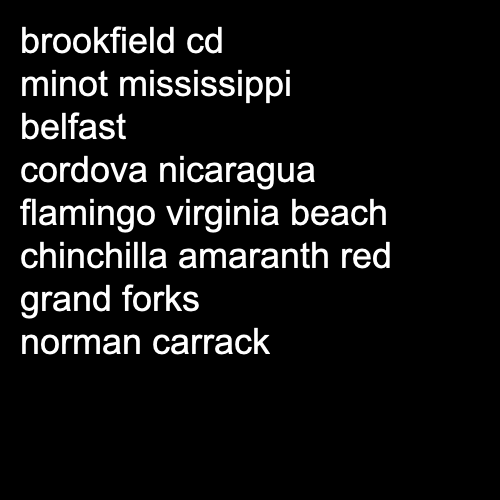 brookfield cd
minot mississippi
belfast
cordova nicaragua
flamingo virginia beach
chinchilla amaranth red
grand forks
norman carrack